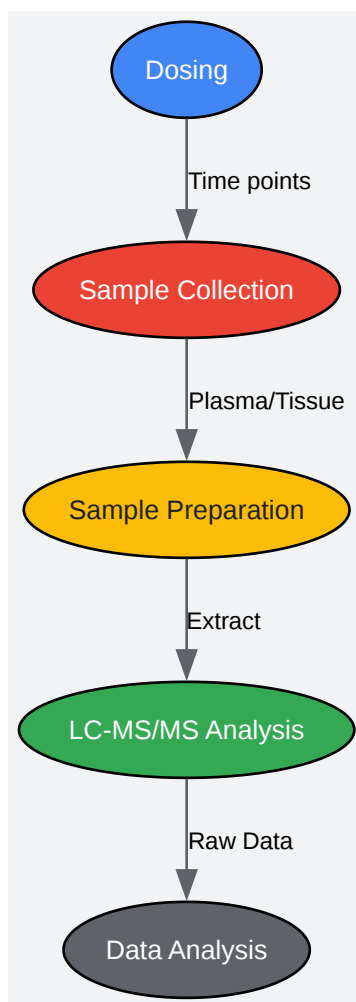 Dosing
Time points
Sample Collection
Plasma/Tissue
Sample Preparation
Extract
LC-MS/MS Analysis
Raw Data
Data Analysis